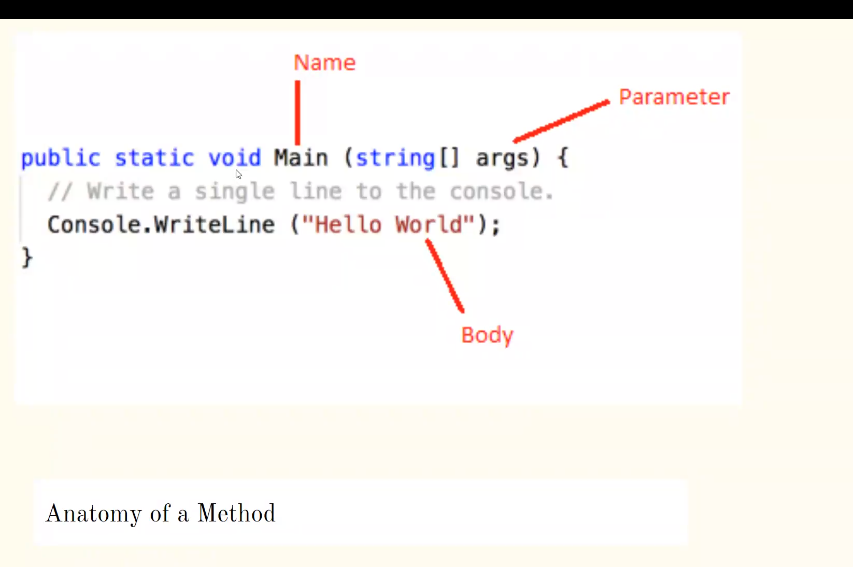 Name
Parameter
public static void Main (string[] args) {
// Write a single line to the console.
Console.WriteLine ("Hello World");
}
Body
Anatomy of a Method